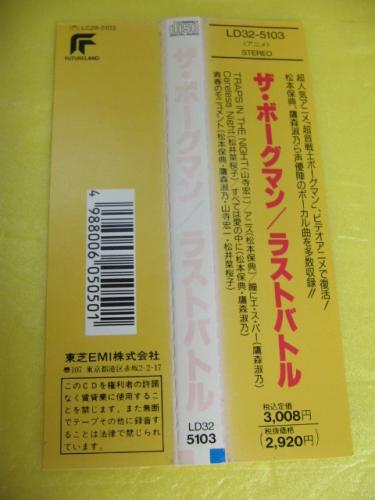 LC28-5103
FUTURELAND
4988006050501
東芝EMI株式会社
〒107 東京都港区赤坂2-2-17
このCDを権利者の許諾
なく賃貸業に使用するこ
とを禁じます。また無断
でテープその他に録音す
ることは法律で禁じられ
ています。
COMPACT
disc
DIGITAL AUDIO
ザ・ボーグマン/ラストバトル
LD32
5103
LD32-5103
〈アニメ〉
STEREO
超人気アニメ、超音戦士ボーグマン、ビデオアニメで復活!
松本保典、鷹森淑乃ら声優陣のボーカル曲を多数収録!!
ザ・ボーグマン/ラストバトル
TRAPS IN THE NIGHT(山寺宏一)/アニス(松本保典)/瞳にエ・ス・パー(鷹森淑乃)
Careless Night(松井菜桜子)/すべては愛の中に(松本保典・鷹森淑乃)
青春のモニュメント(松本保典・鷹森淑乃・山寺宏一・松井菜桜子)
税込定価
3,008円
(税抜価格
2,920円)